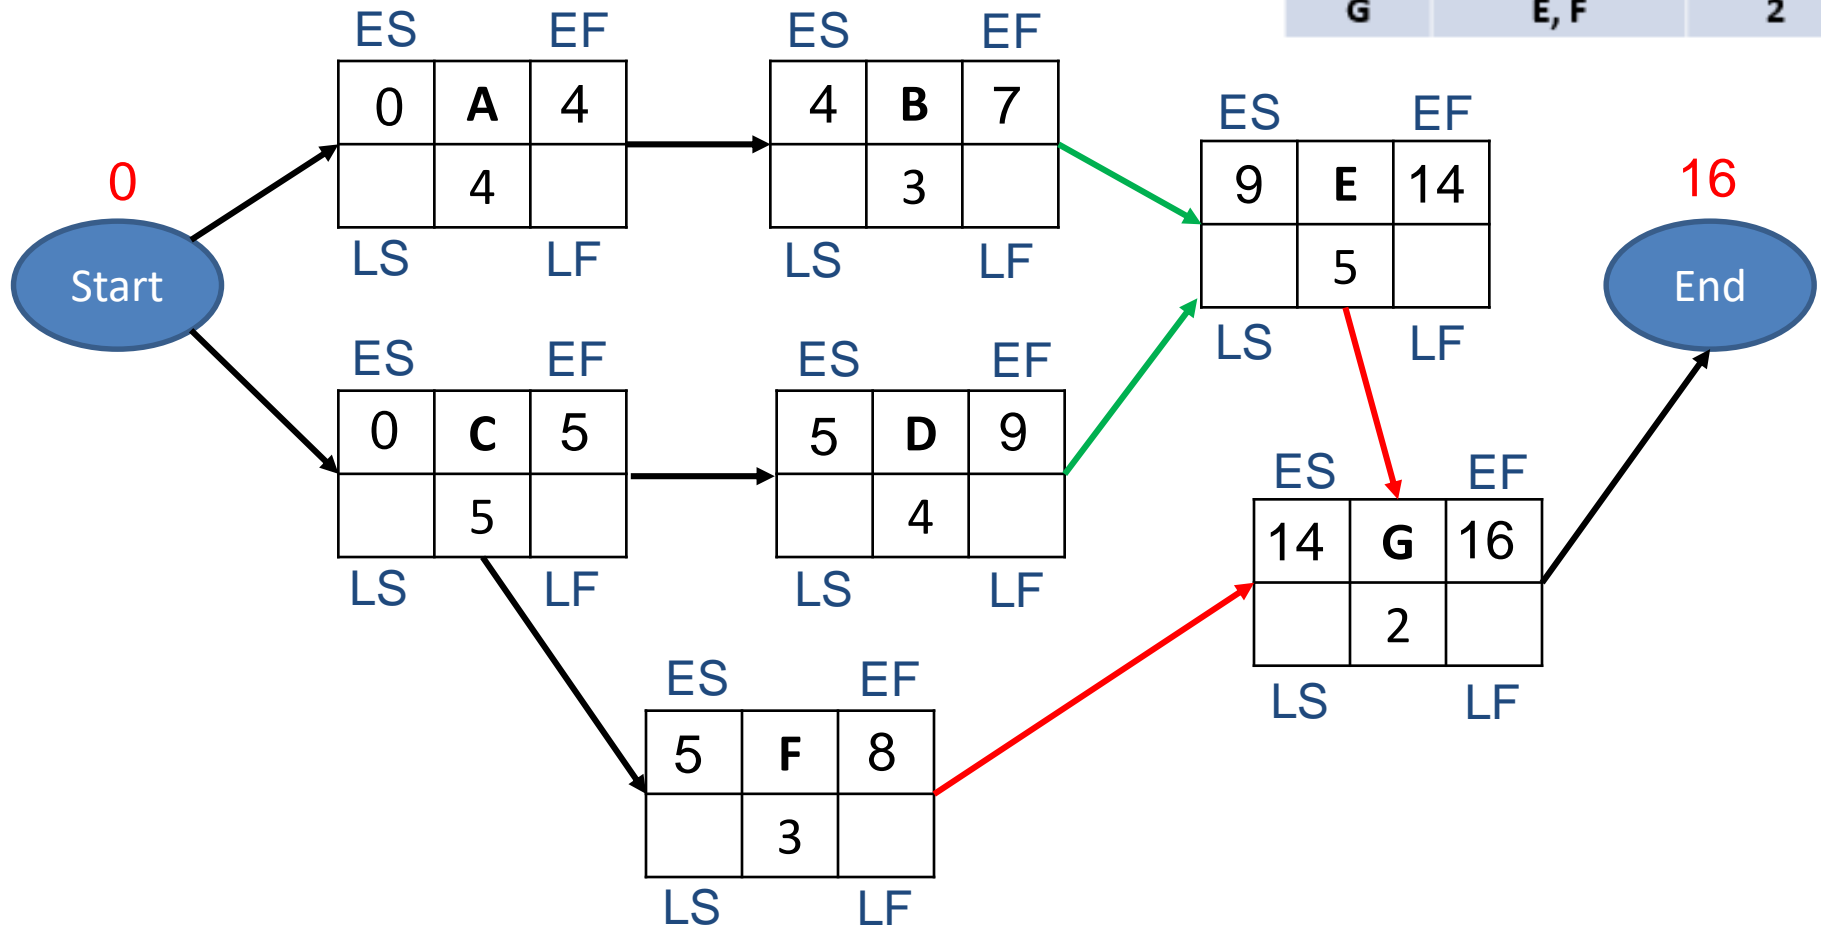 G E, F 2
ES EF
0 A 4
4
LS LF
ES EF
4 B 7
3
LS LF
ES EF
9 E 14
5
LS LF
0
Start
16
End
ES EF
0 C 5
5
LS LF
ES EF
5 D 9
4
LS LF
ES EF
14 G 16
2
LS LF
ES EF
5 F 8
3
LS LF